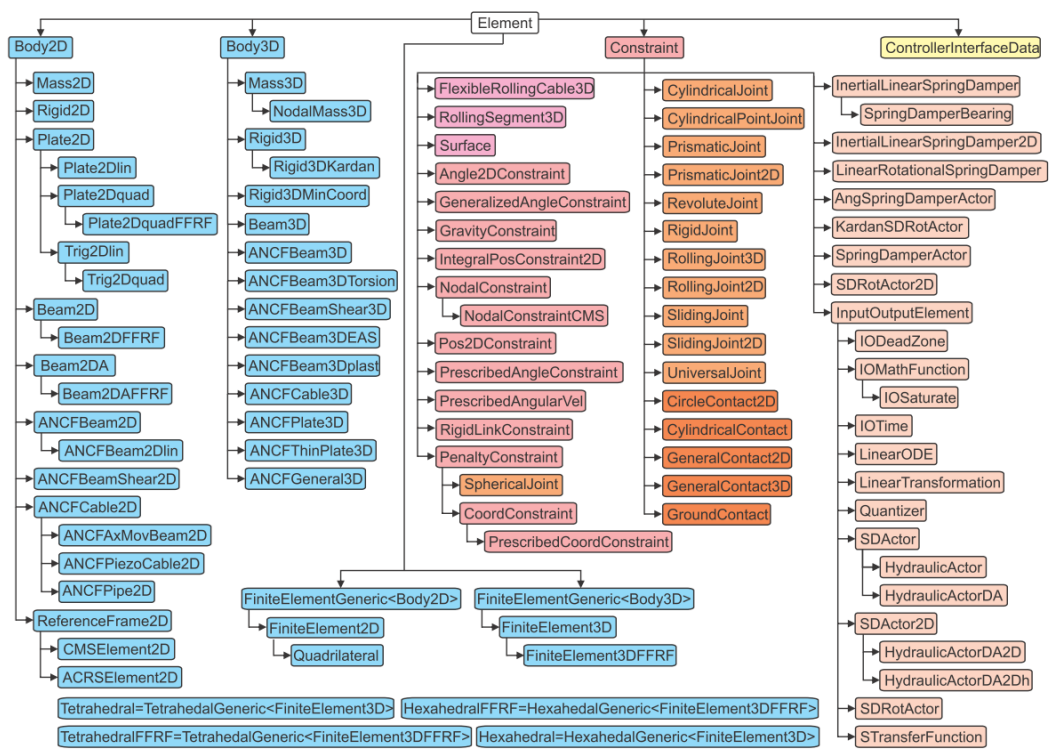 Element
Body2D
Body3D
Constraint
ControllerInterfaceData
Mass2D
Rigid2D
Plate2D
Plate2Dlin
Plate2Dquad
Plate2DquadFFRF
Trig2Dlin
Trig2Dquad
Beam2D
Beam2DFFRF
Beam2DA
Beam2DAFFRF
ANCFBeam2D
ANCFBeam2Dlin
ANCFBeamShear2D
ANCFCable2D
ANCFAxMovBeam2D
ANCFPiezoCable2D
ANCFPipe2D
ReferenceFrame2D
CMSElement2D
ACRSElement2D
Mass3D
NodalMass3D
Rigid3D
Rigid3DKardan
Rigid3DMinCoord
Beam3D
ANCFBeam3D
ANCFBeam3DTorsion
ANCFBeamShear3D
ANCFBeam3DEAS
ANCFBeam3Dplast
ANCFCable3D
ANCFPlate3D
ANCFThinPlate3D
ANCFGeneral3D
FlexibleRollingCable3D
RollingSegment3D
Surface
Angle2DConstraint
GeneralizedAngleConstraint
GravityConstraint
IntegralPosConstraint2D
NodalConstraint
NodalConstraintCMS
Pos2DConstraint
PrescribedAngleConstraint
PrescribedAngularVel
RigidLinkConstraint
PenaltyConstraint
SphericalJoint
CoordConstraint
PrescribedCoordConstraint
CylindricalJoint
CylindricalPointJoint
PrismaticJoint
PrismaticJoint2D
RevoluteJoint
RigidJoint
RollingJoint3D
RollingJoint2D
SlidingJoint
SlidingJoint2D
UniversalJoint
CircleContact2D
CylindricalContact
GeneralContact2D
GeneralContact3D
GroundContact
InertialLinearSpringDamper
SpringDamperBearing
InertialLinearSpringDamper2D
LinearRotationalSpringDamper
AngSpringDamperActor
KardanSDRotActor
SpringDamperActor
SDRotActor2D
InputOutputElement
IODeadZone
IOMathFunction
IOSaturate
IOTime
LinearODE
LinearTransformation
Quantizer
SDActor
HydraulicActor
HydraulicActorDA
SDActor2D
HydraulicActorDA2D
HydraulicActorDA2Dh
SDRotActor
STransferFunction
FiniteElementGeneric<Body2D>
FiniteElement2D
Quadrilateral
FiniteElementGeneric<Body3D>
FiniteElement3D
FiniteElement3DFFRF
Tetrahedral=TetrahedalGeneric<FiniteElement3D>
HexahedralFFRF=HexahedalGeneric<FiniteElement3DFFRF>
TetrahedralFFRF=TetrahedalGeneric<FiniteElement3DFFRF>
Hexahedral=HexahedalGeneric<FiniteElement3D>